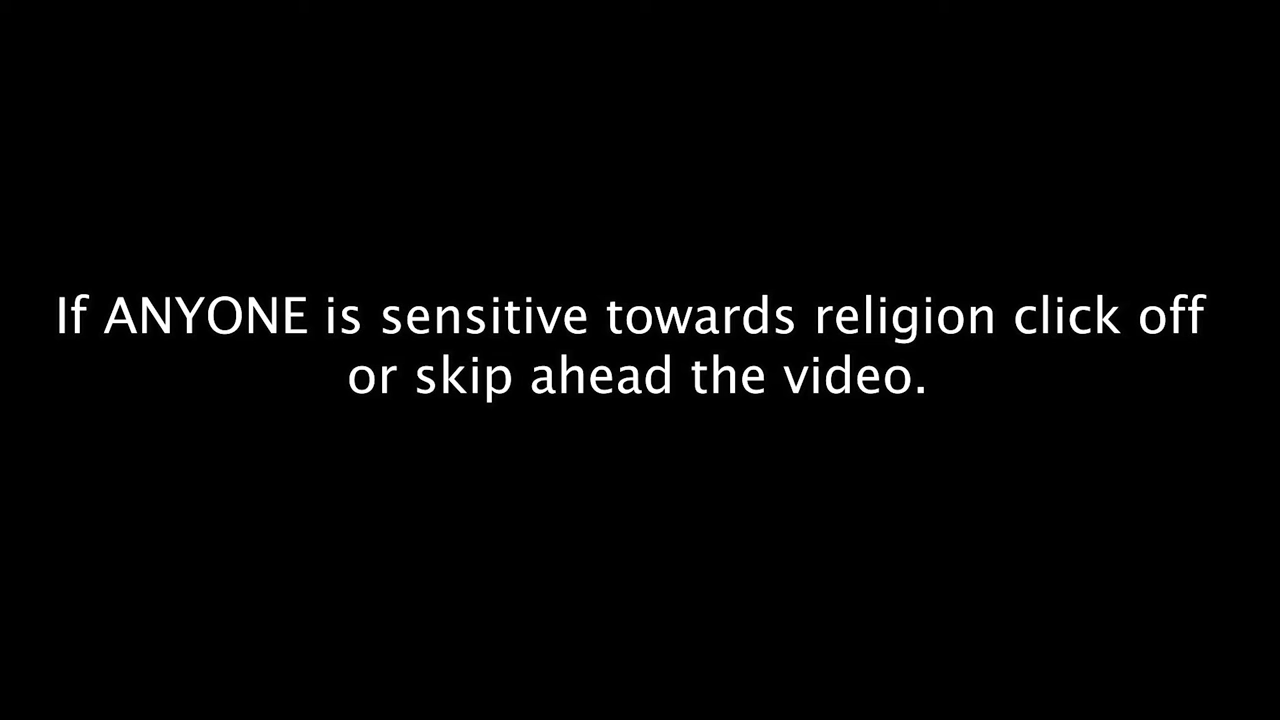 If ANYONE is sensitive towards religion click off
or skip ahead the video.